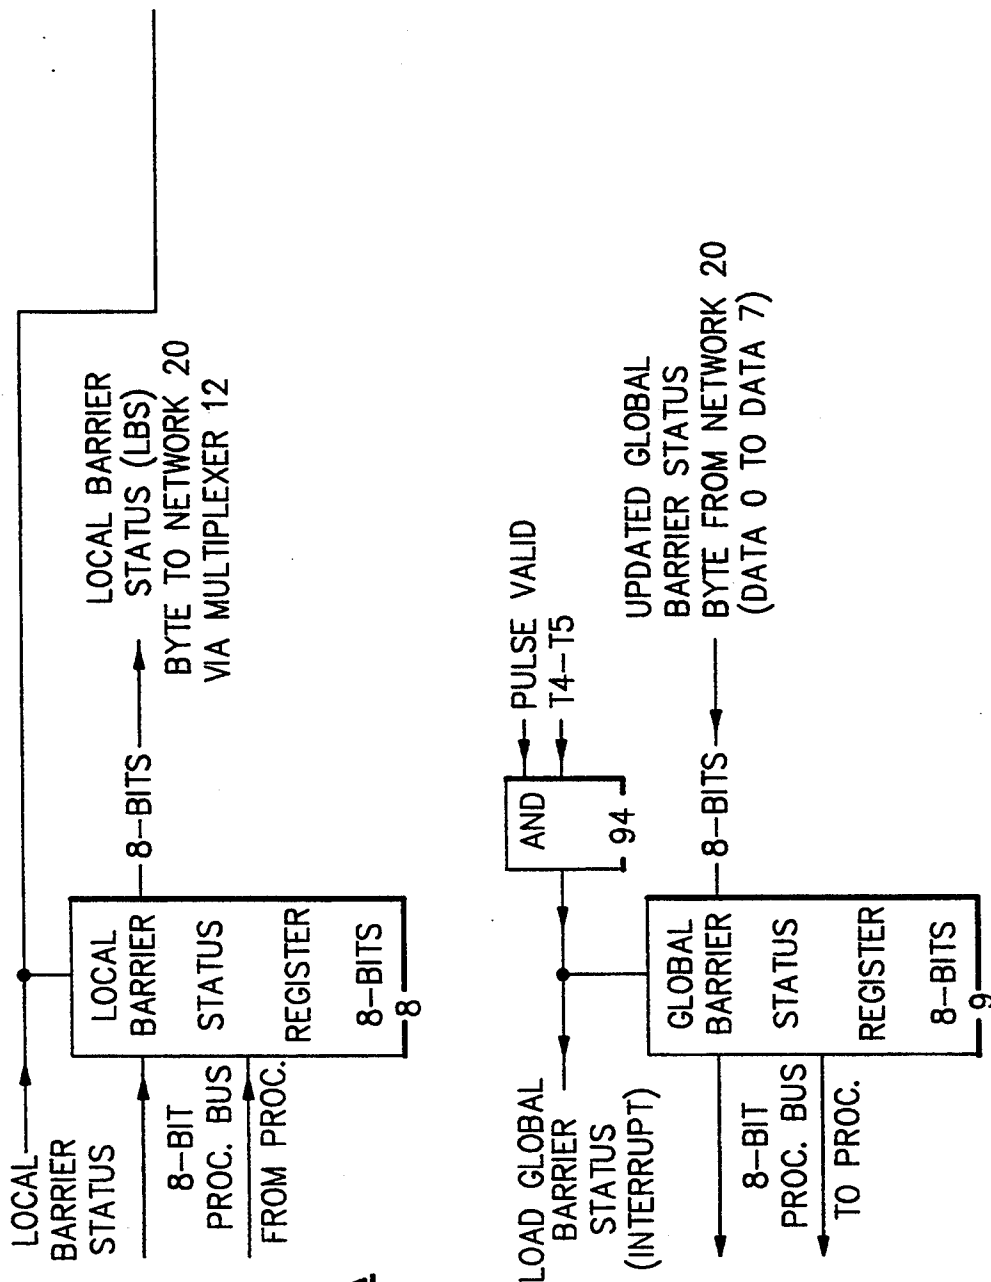 LOCAL
BARRIER
STATUS
8-BIT
PROC. BUS
FROM PROC.
LOCAL
BARRIER
STATUS
REGISTER
8-BITS
8
8-BITS
LOCAL BARRIER
STATUS (LBS)
BYTE TO NETWORK 20
VIA MULTIPLEXER 12
LOAD GLOBAL
BARRIER
STATUS
(INTERRUPT)
AND
94
PULSE VALID
T4-T5
8-BIT
PROC. BUS
TO PROC.
GLOBAL
BARRIER
STATUS
REGISTER
8-BITS
9
8-BITS
UPDATED GLOBAL
BARRIER STATUS
BYTE FROM NETWORK 20
(DATA 0 TO DATA 7)